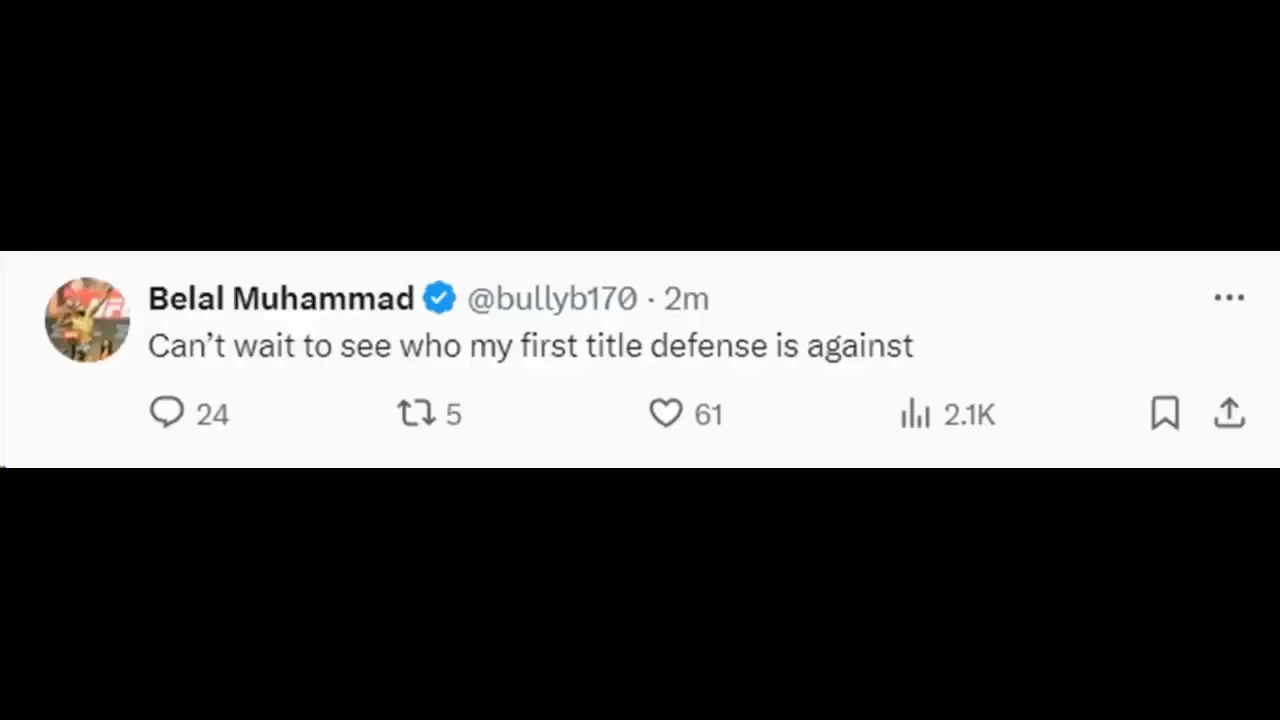 Belal Muhammad @bullyb170 · 2m
Can't wait to see who my first title defense is against
24 5 61 2.1K